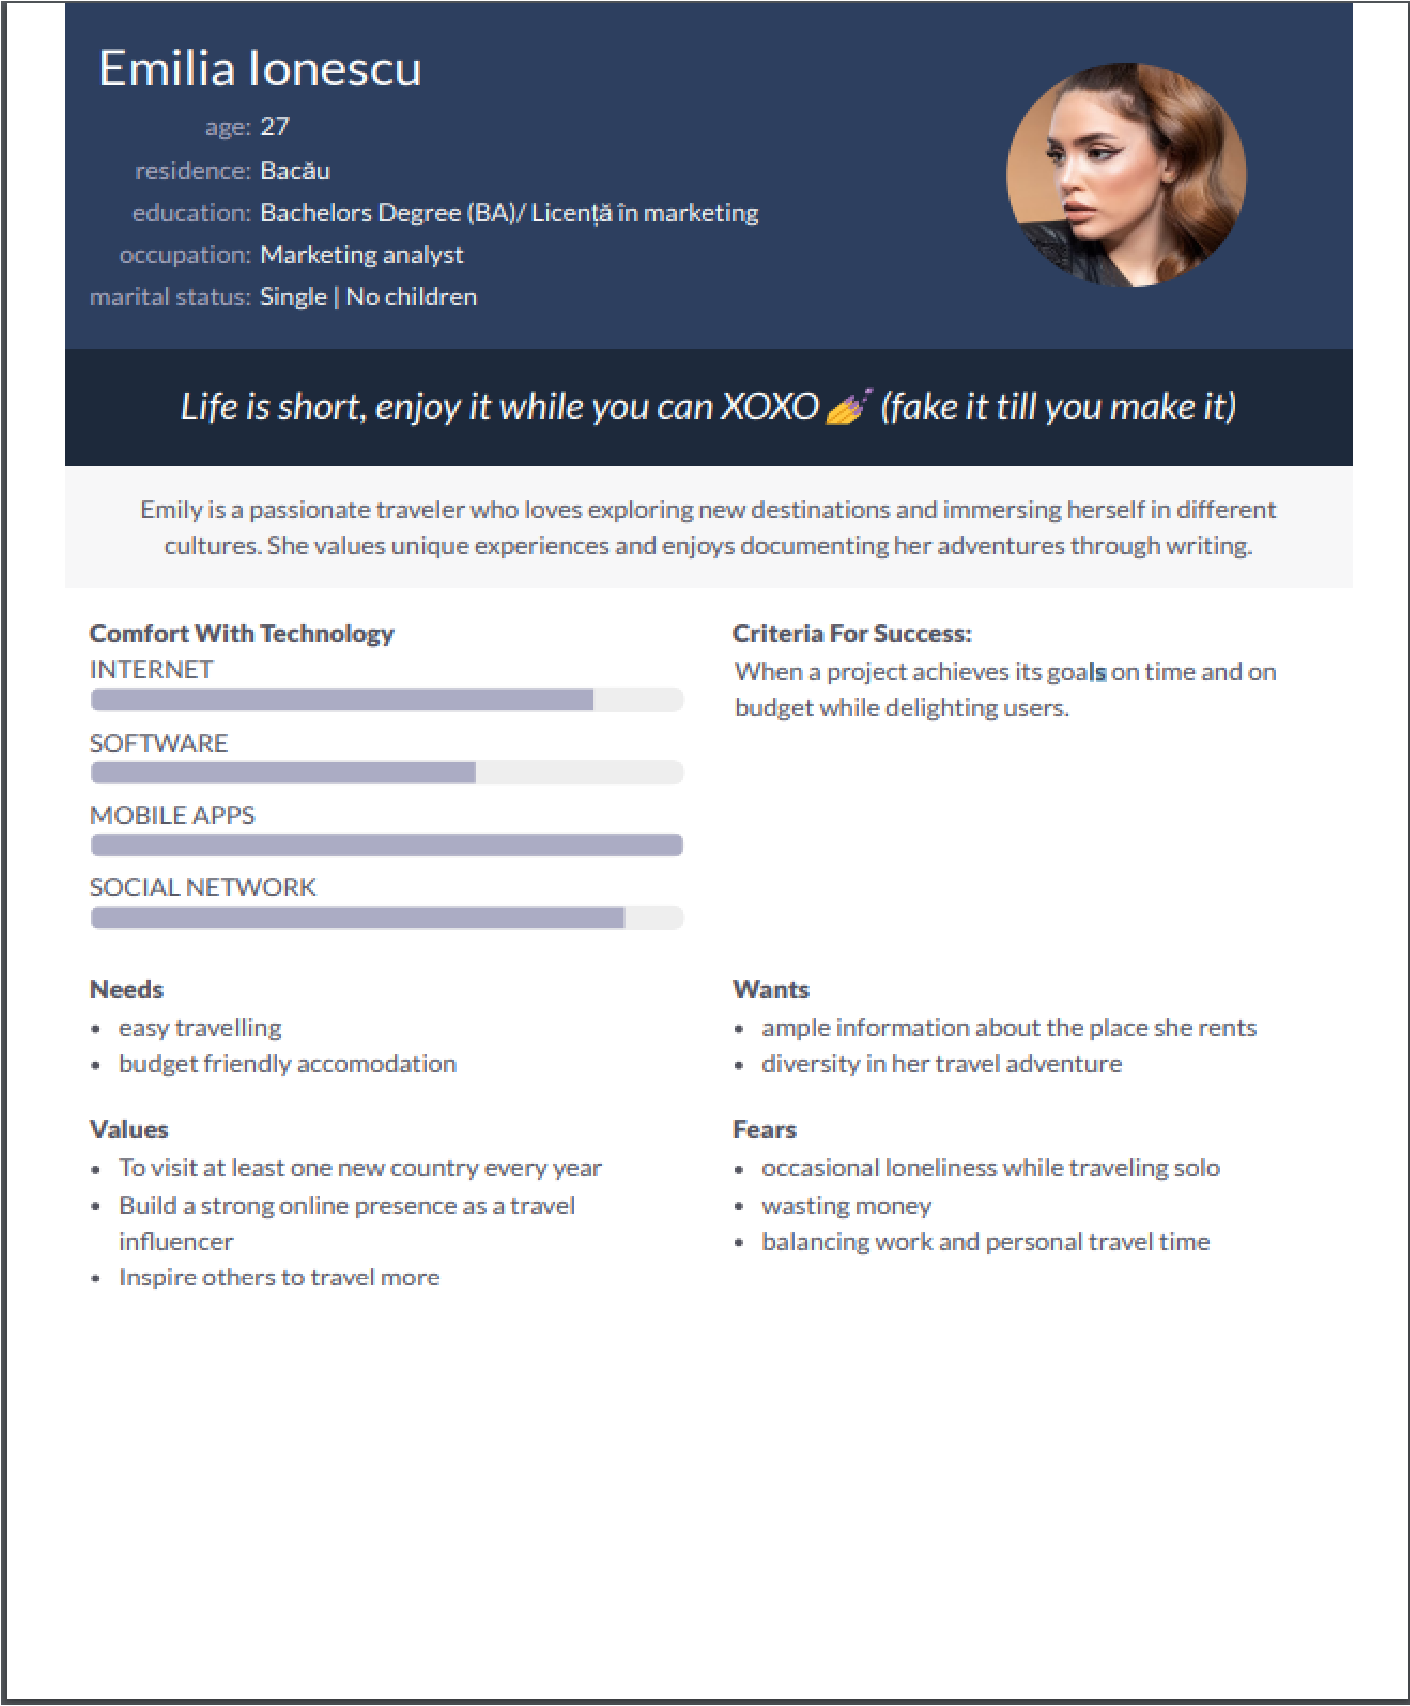 Emilia Ionescu
age: 27
residence: Bacău
education: Bachelors Degree (BA)/ Licență în marketing
occupation: Marketing analyst
marital status: Single | No children
Life is short, enjoy it while you can XOXO 💅 (fake it till you make it)
Emily is a passionate traveler who loves exploring new destinations and immersing herself in different
cultures. She values unique experiences and enjoys documenting her adventures through writing.
Comfort With Technology
INTERNET
SOFTWARE
MOBILE APPS
SOCIAL NETWORK
Criteria For Success:
When a project achieves its goals on time and on
budget while delighting users.
Needs
• easy travelling
• budget friendly accomodation
Wants
• ample information about the place she rents
• diversity in her travel adventure
Values
• To visit at least one new country every year
• Build a strong online presence as a travel
influencer
• Inspire others to travel more
Fears
• occasional loneliness while traveling solo
• wasting money
• balancing work and personal travel time